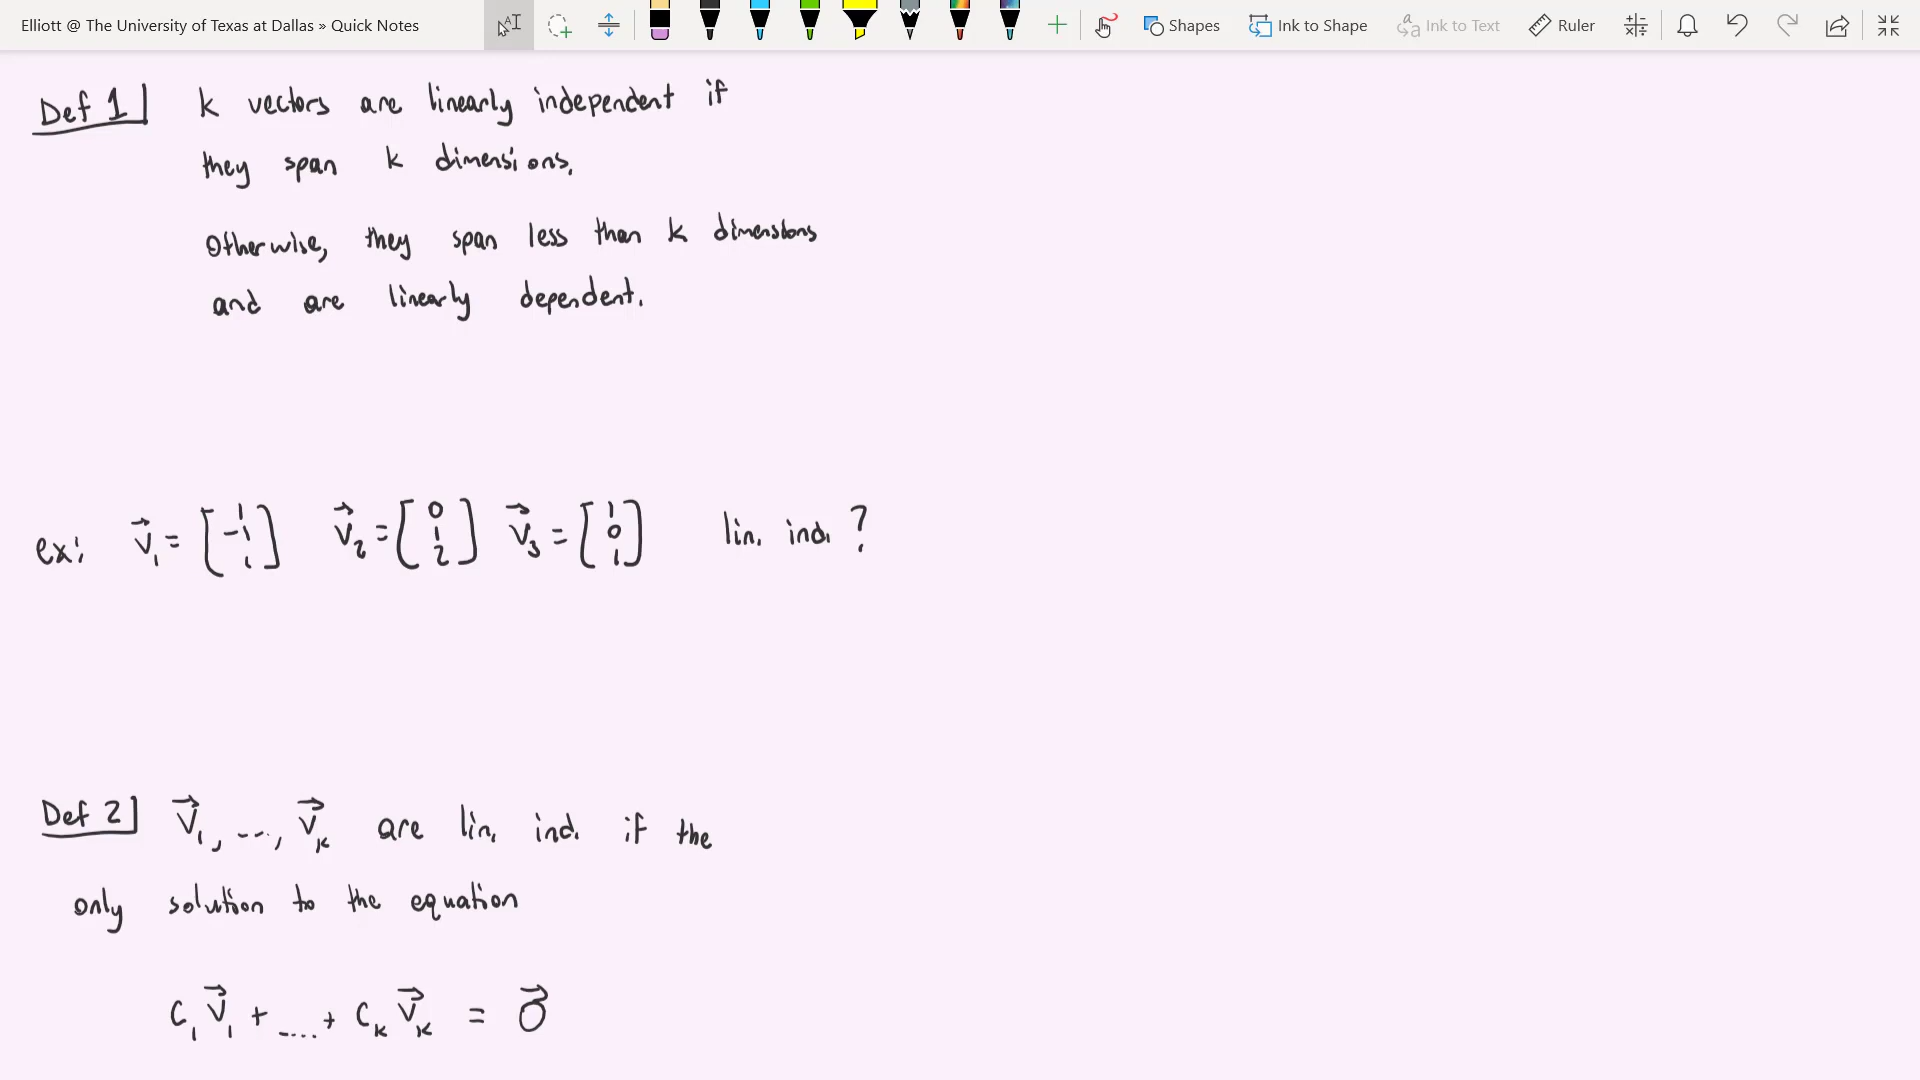 Elliott @ The University of Texas at Dallas » Quick Notes
Shapes Ink to Shape Ink to Text Ruler
Def 1 k vectors are linearly independent if
they span k dimensions.
Otherwise, they span less than k dimensions
and are linearly dependent.
ex: v⃗₁ = [1 -1 1] v⃗₂ = [0 1 2] v⃗₃ = [1 0 1] lin. ind. ?
Def 2 v⃗₁, ..., v⃗ₖ are lin. ind. if the
only solution to the equation
c₁ v⃗₁ + .... + cₖ v⃗ₖ = 0⃗